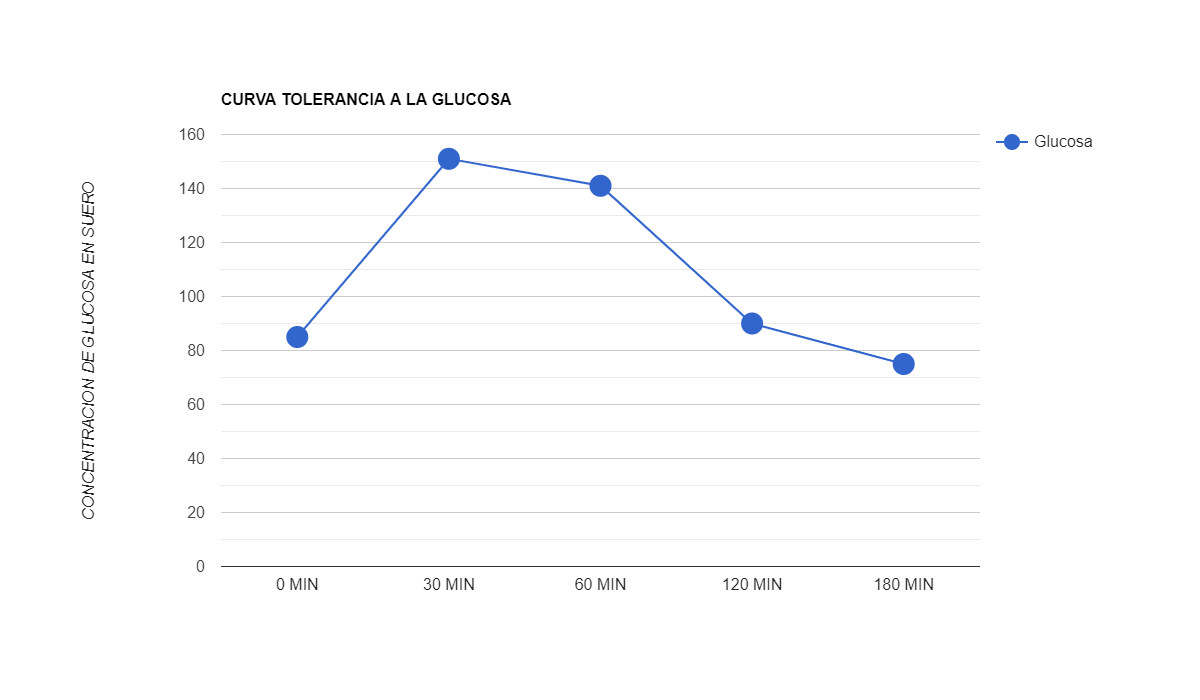 CURVA TOLERANCIA A LA GLUCOSA
Glucosa
CONCENTRACION DE GLUCOSA EN SUERO
160
140
120
100
80
60
40
20
0
0 MIN 30 MIN 60 MIN 120 MIN 180 MIN